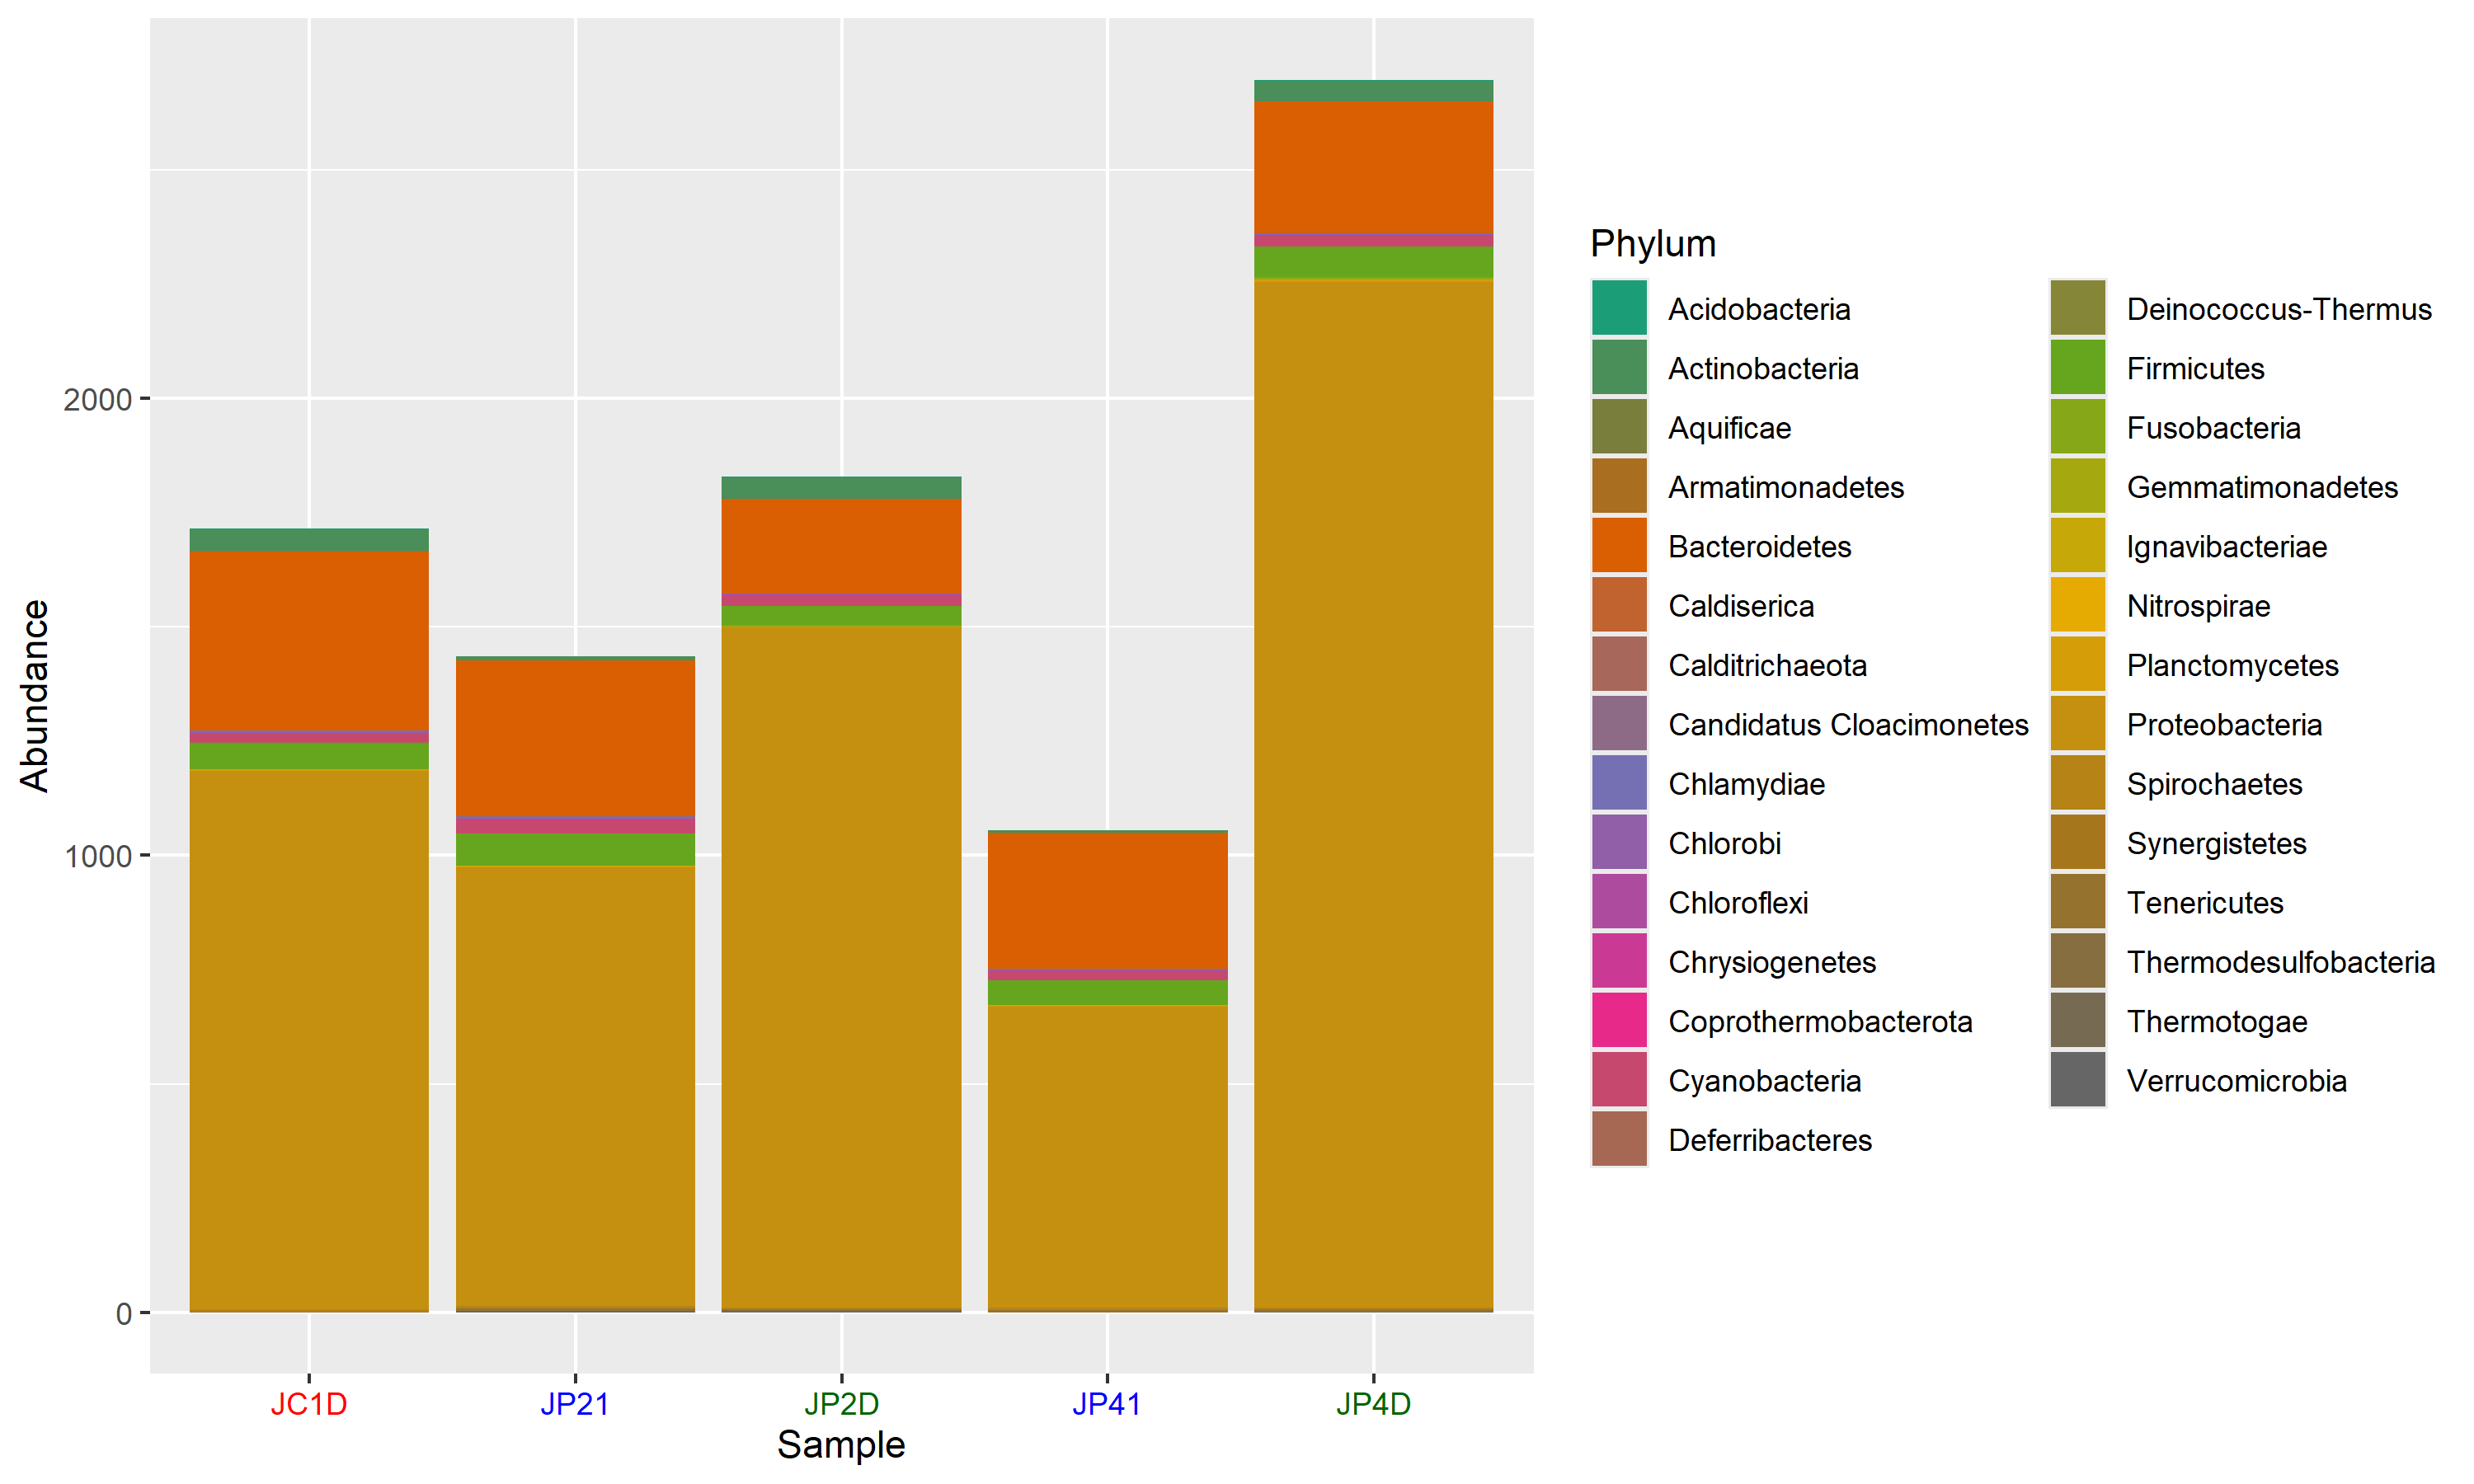 Abundance
2000
1000
0
JC1D
JP21
JP2D
JP41
JP4D
Sample
Phylum
Acidobacteria
Actinobacteria
Aquificae
Armatimonadetes
Bacteroidetes
Caldiserica
Calditrichaeota
Candidatus Cloacimonetes
Chlamydiae
Chlorobi
Chloroflexi
Chrysiogenetes
Coprothermobacterota
Cyanobacteria
Deferribacteres
Deinococcus-Thermus
Firmicutes
Fusobacteria
Gemmatimonadetes
Ignavibacteriae
Nitrospirae
Planctomycetes
Proteobacteria
Spirochaetes
Synergistetes
Tenericutes
Thermodesulfobacteria
Thermotogae
Verrucomicrobia